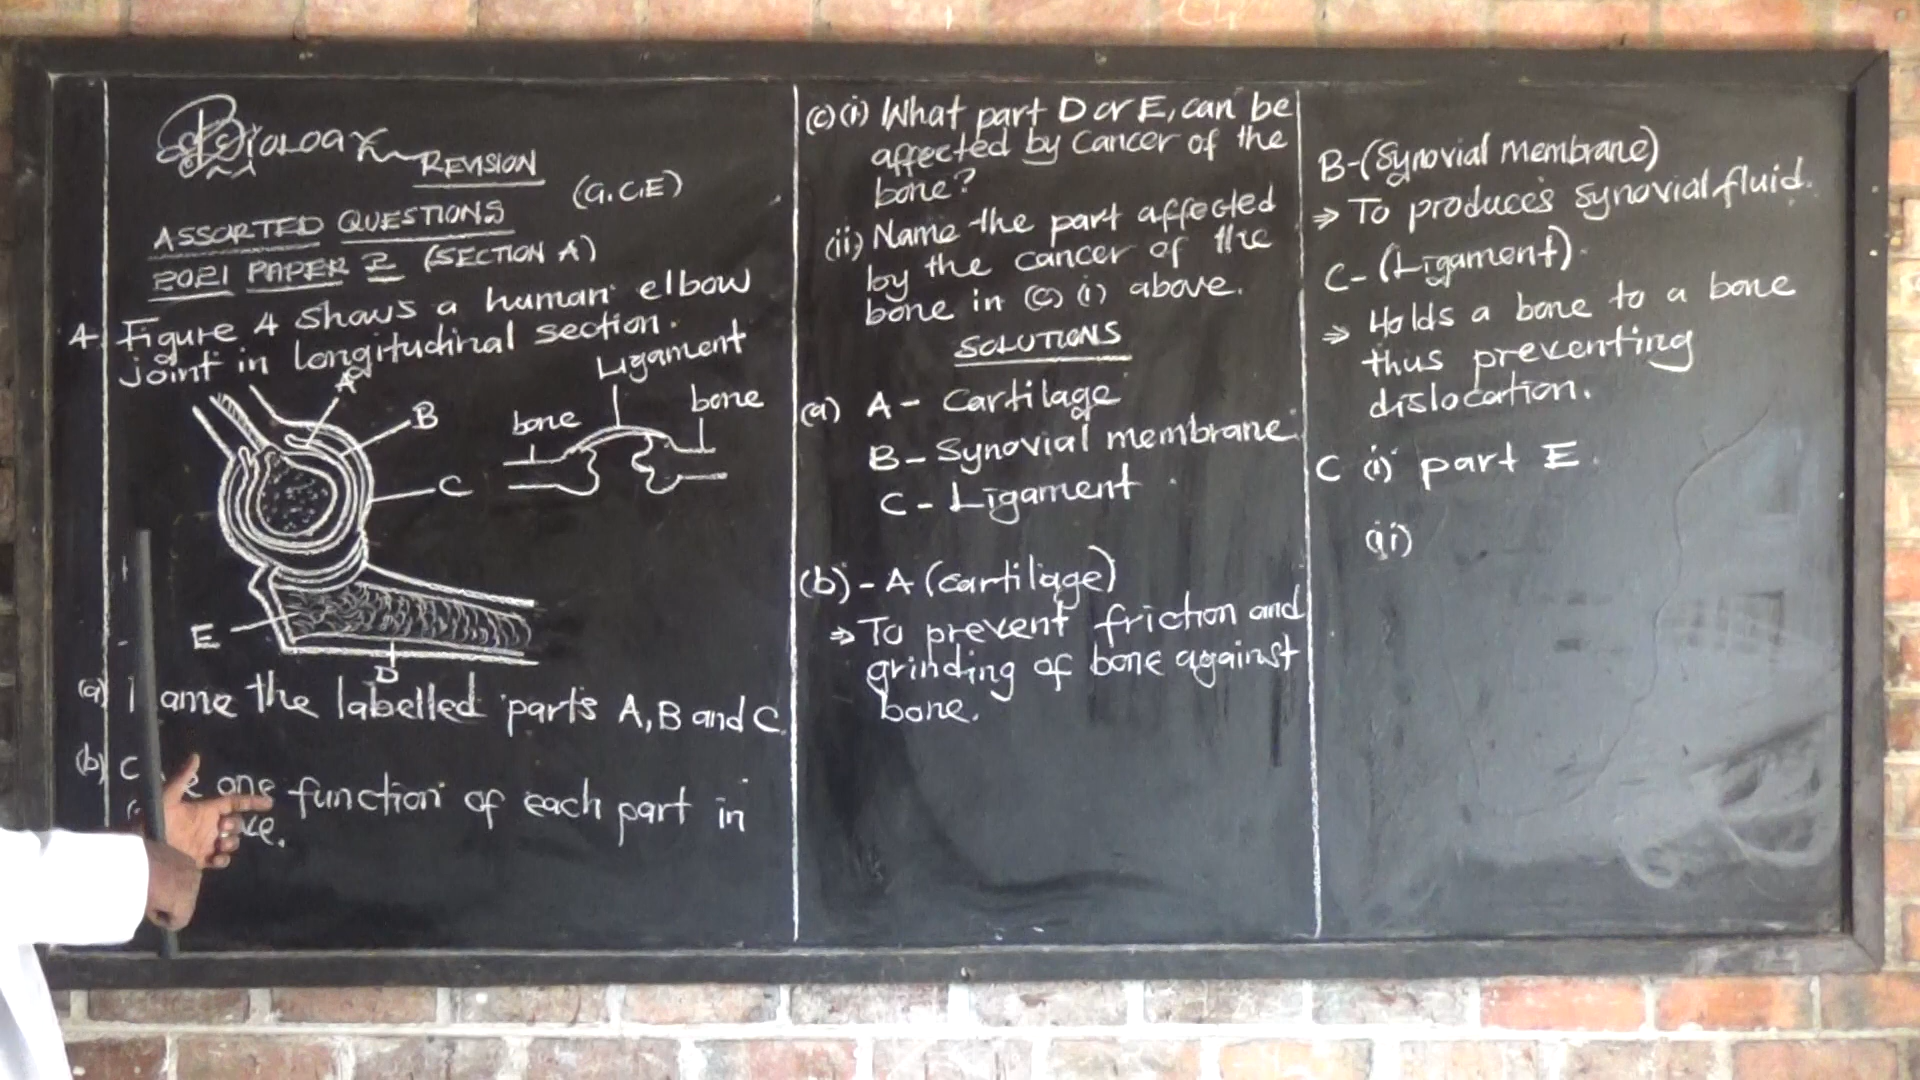 Biology
REVISION
(G.C.E)
ASSORTED QUESTIONS
2021 PAPER 2 (SECTION A)
4. Figure 4 shows a human elbow
joint in longitudinal section.
A
B
C
E
D
Ligament
bone
bone
(a) ame the labelled parts A, B and C.
(b) one function of each part in
(c)(i) What part D or E, can be
affected by cancer of the
bone?
(ii) Name the part affected
by the cancer of the
bone in (c) (i) above.
SOLUTIONS
(a) A - Cartilage
B - Synovial membrane
C - Ligament
(b) - A (cartilage)
⇒ To prevent friction and
grinding of bone against
bone.
B - (Synovial membrane)
⇒ To produces synovial fluid.
C - (Ligament).
⇒ Holds a bone to a bone
thus preventing
dislocation.
C (i) part E.
(ii)